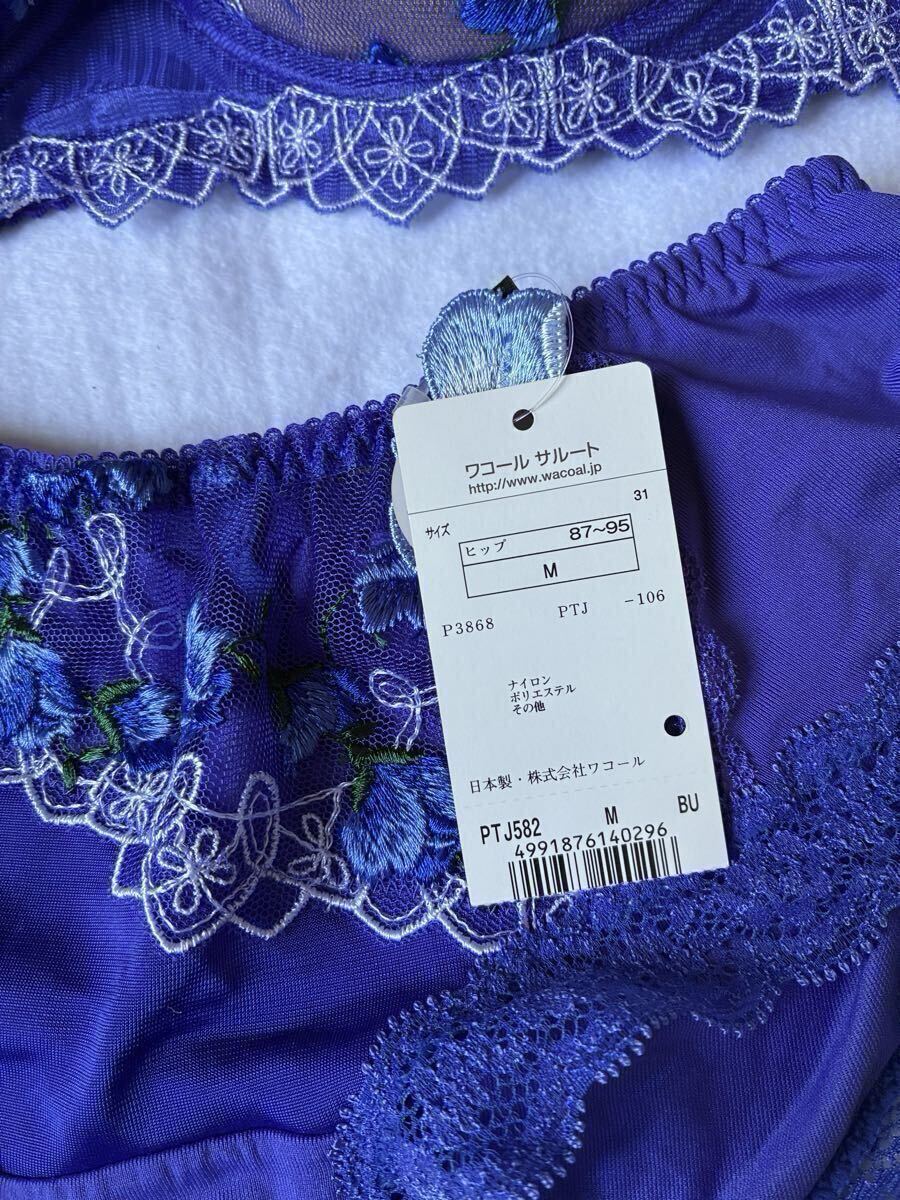 ワコール サルート
http://www.wacoal.jp
31
サイズ
ヒップ 87~95
M
P3868 PTJ -106
ナイロン
ポリエステル
その他
日本製・株式会社ワコール
PTJ582 M BU
4991876140296